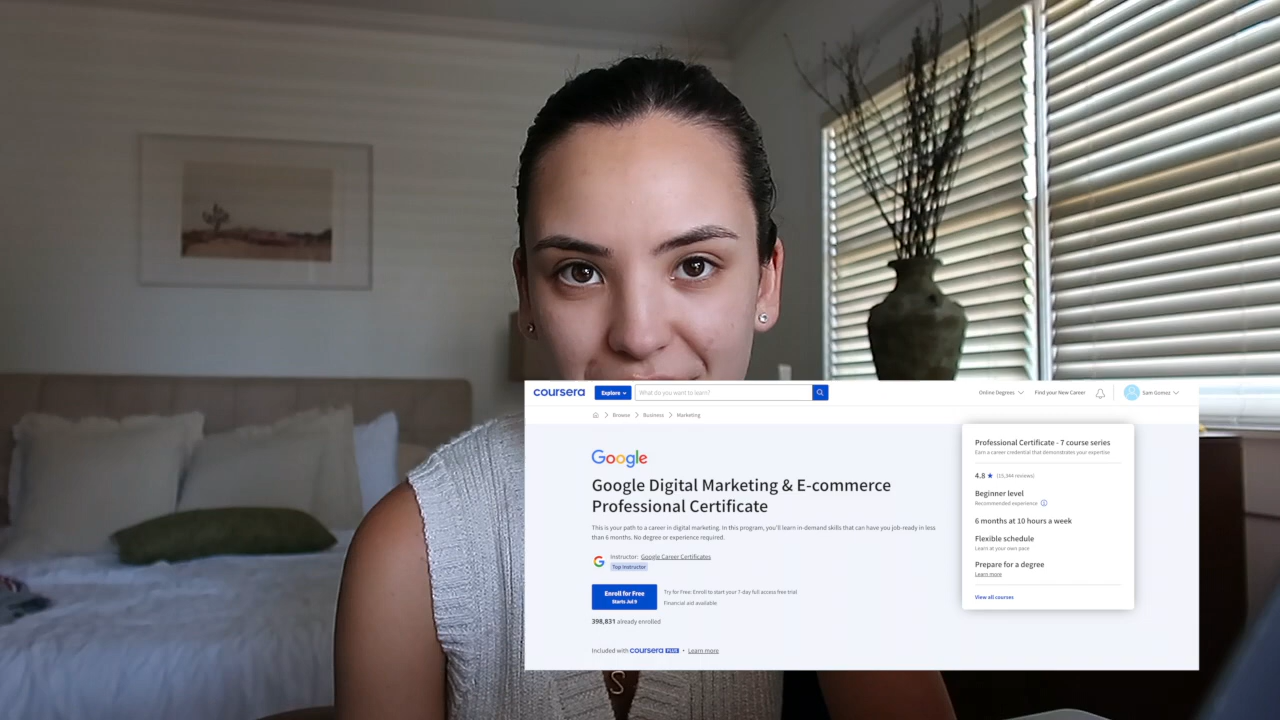 coursera
Explore
What do you want to learn?
Online Degrees
Find your New Career
Sam Gomez
Browse
Business
Marketing
Google
Google Digital Marketing & E-commerce
Professional Certificate
This is your path to a career in digital marketing. In this program, you'll learn in-demand skills that can have you job-ready in less
than 6 months. No degree or experience required.
Instructor: Google Career Certificates
Top Instructor
Enroll for Free
Starts Jul 9
Try for Free: Enroll to start your 7-day full access free trial
Financial aid available
398,831 already enrolled
Included with coursera PLUS • Learn more
Professional Certificate - 7 course series
Earn a career credential that demonstrates your expertise
4.8 ★ (15,344 reviews)
Beginner level
Recommended experience
6 months at 10 hours a week
Flexible schedule
Learn at your own pace
Prepare for a degree
Learn more
View all courses
S